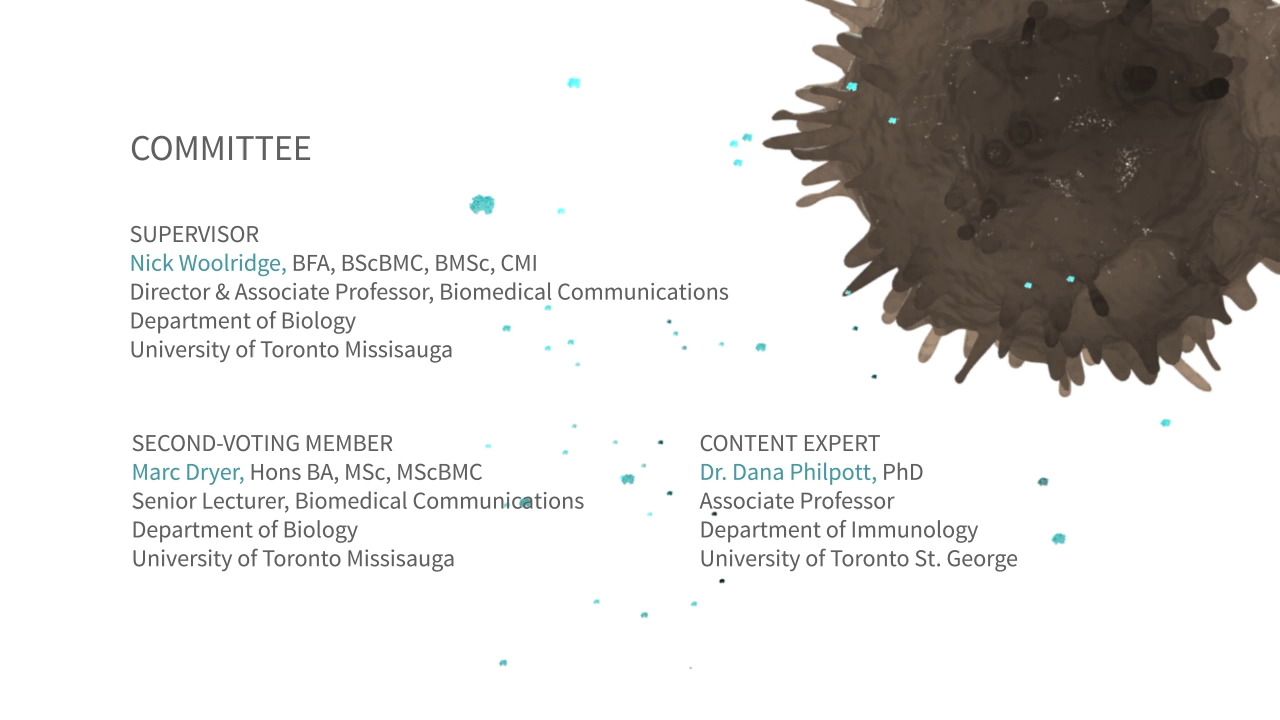 COMMITTEE
SUPERVISOR
Nick Woolridge, BFA, BScBMC, BMSc, CMI
Director & Associate Professor, Biomedical Communications
Department of Biology
University of Toronto Missisauga
SECOND-VOTING MEMBER
Marc Dryer, Hons BA, MSc, MScBMC
Senior Lecturer, Biomedical Communications
Department of Biology
University of Toronto Missisauga
CONTENT EXPERT
Dr. Dana Philpott, PhD
Associate Professor
Department of Immunology
University of Toronto St. George